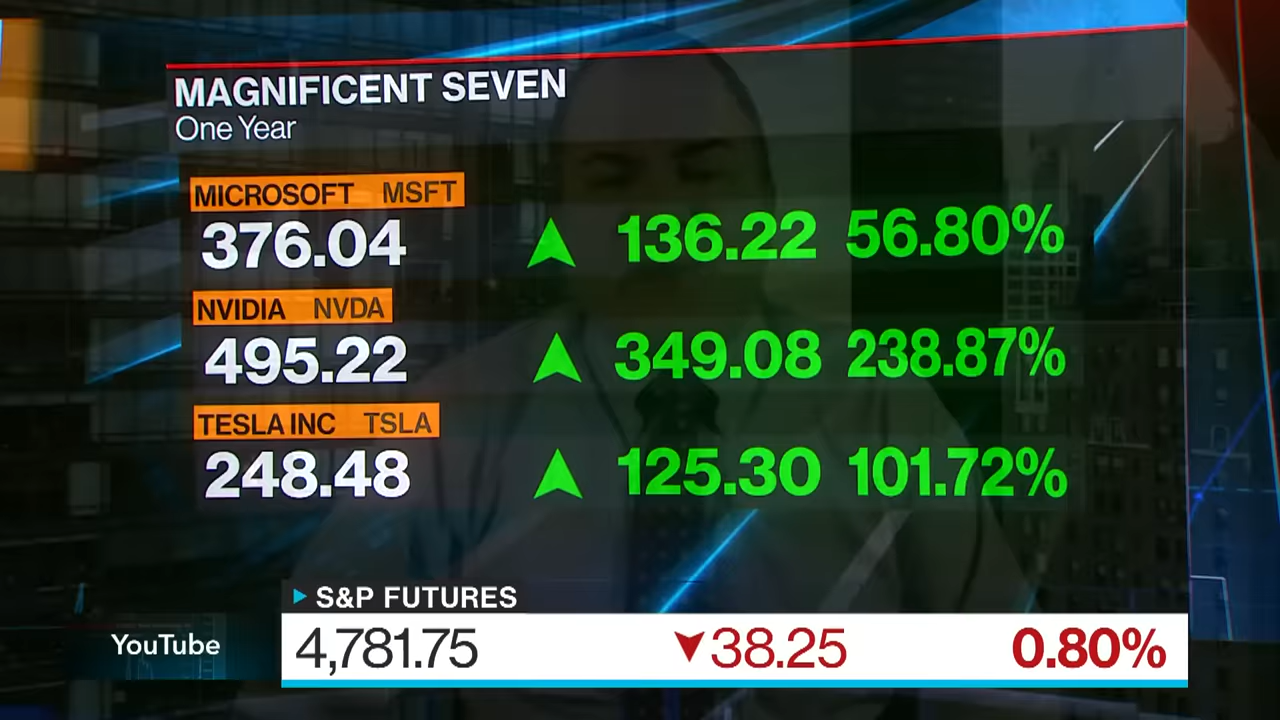 MAGNIFICENT SEVEN
One Year
MICROSOFT MSFT
376.04 ▲ 136.22 56.80%
NVIDIA NVDA
495.22 ▲ 349.08 238.87%
TESLA INC TSLA
248.48 ▲ 125.30 101.72%
S&P FUTURES
YouTube 4,781.75 ▼38.25 0.80%